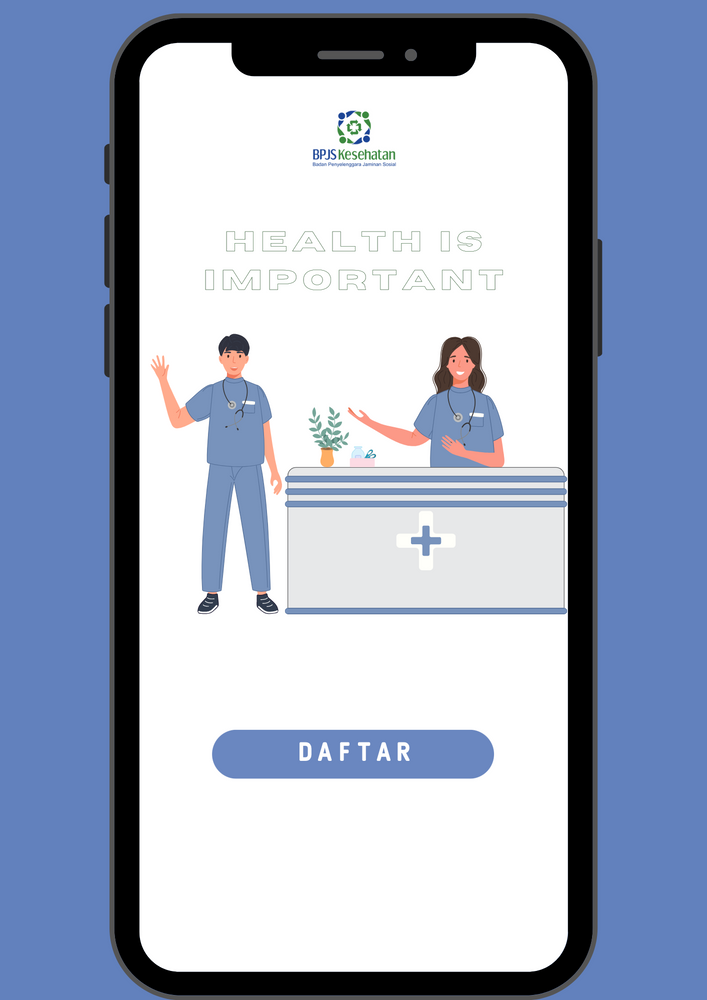 BPJS Kesehatan
Badan Penyelenggara Jaminan Sosial
HEALTH IS
IMPORTANT
DAFTAR